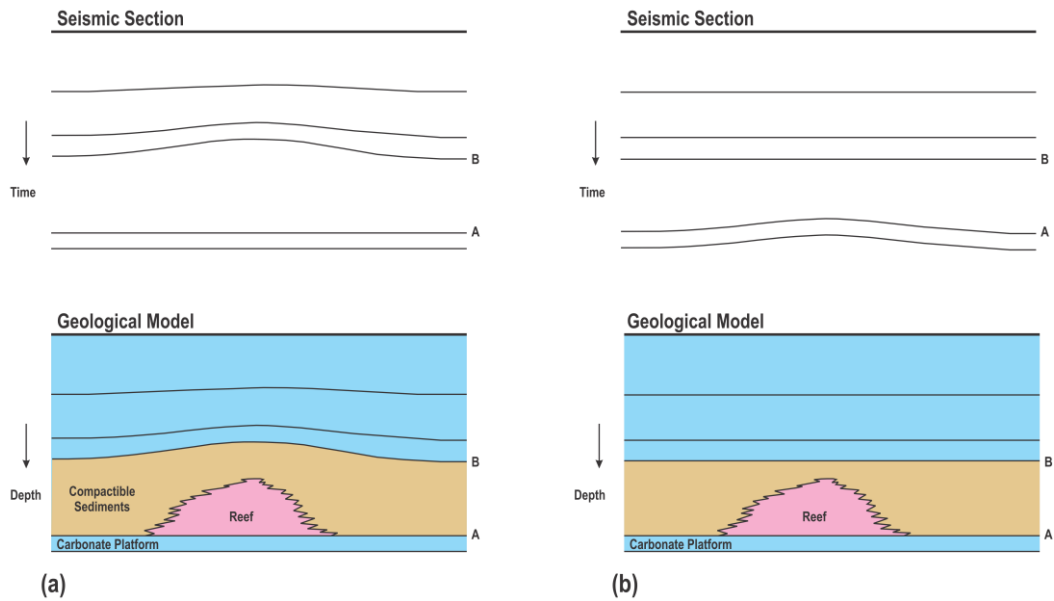 Seismic Section
B
Time
A
Geological Model
B
Depth
Compactible
Sediments
Reef
A
Carbonate Platform
(a)
Seismic Section
B
Time
A
Geological Model
B
Depth
Reef
A
Carbonate Platform
(b)